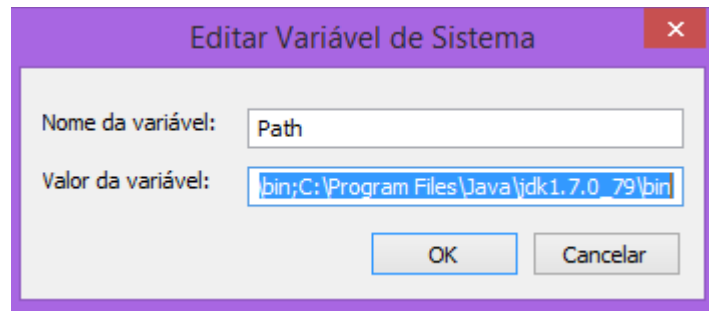 Editar Variável de Sistema
Nome da variável: Path
Valor da variável: \bin;C:\Program Files\Java\jdk1.7.0_79\bin
OK Cancelar